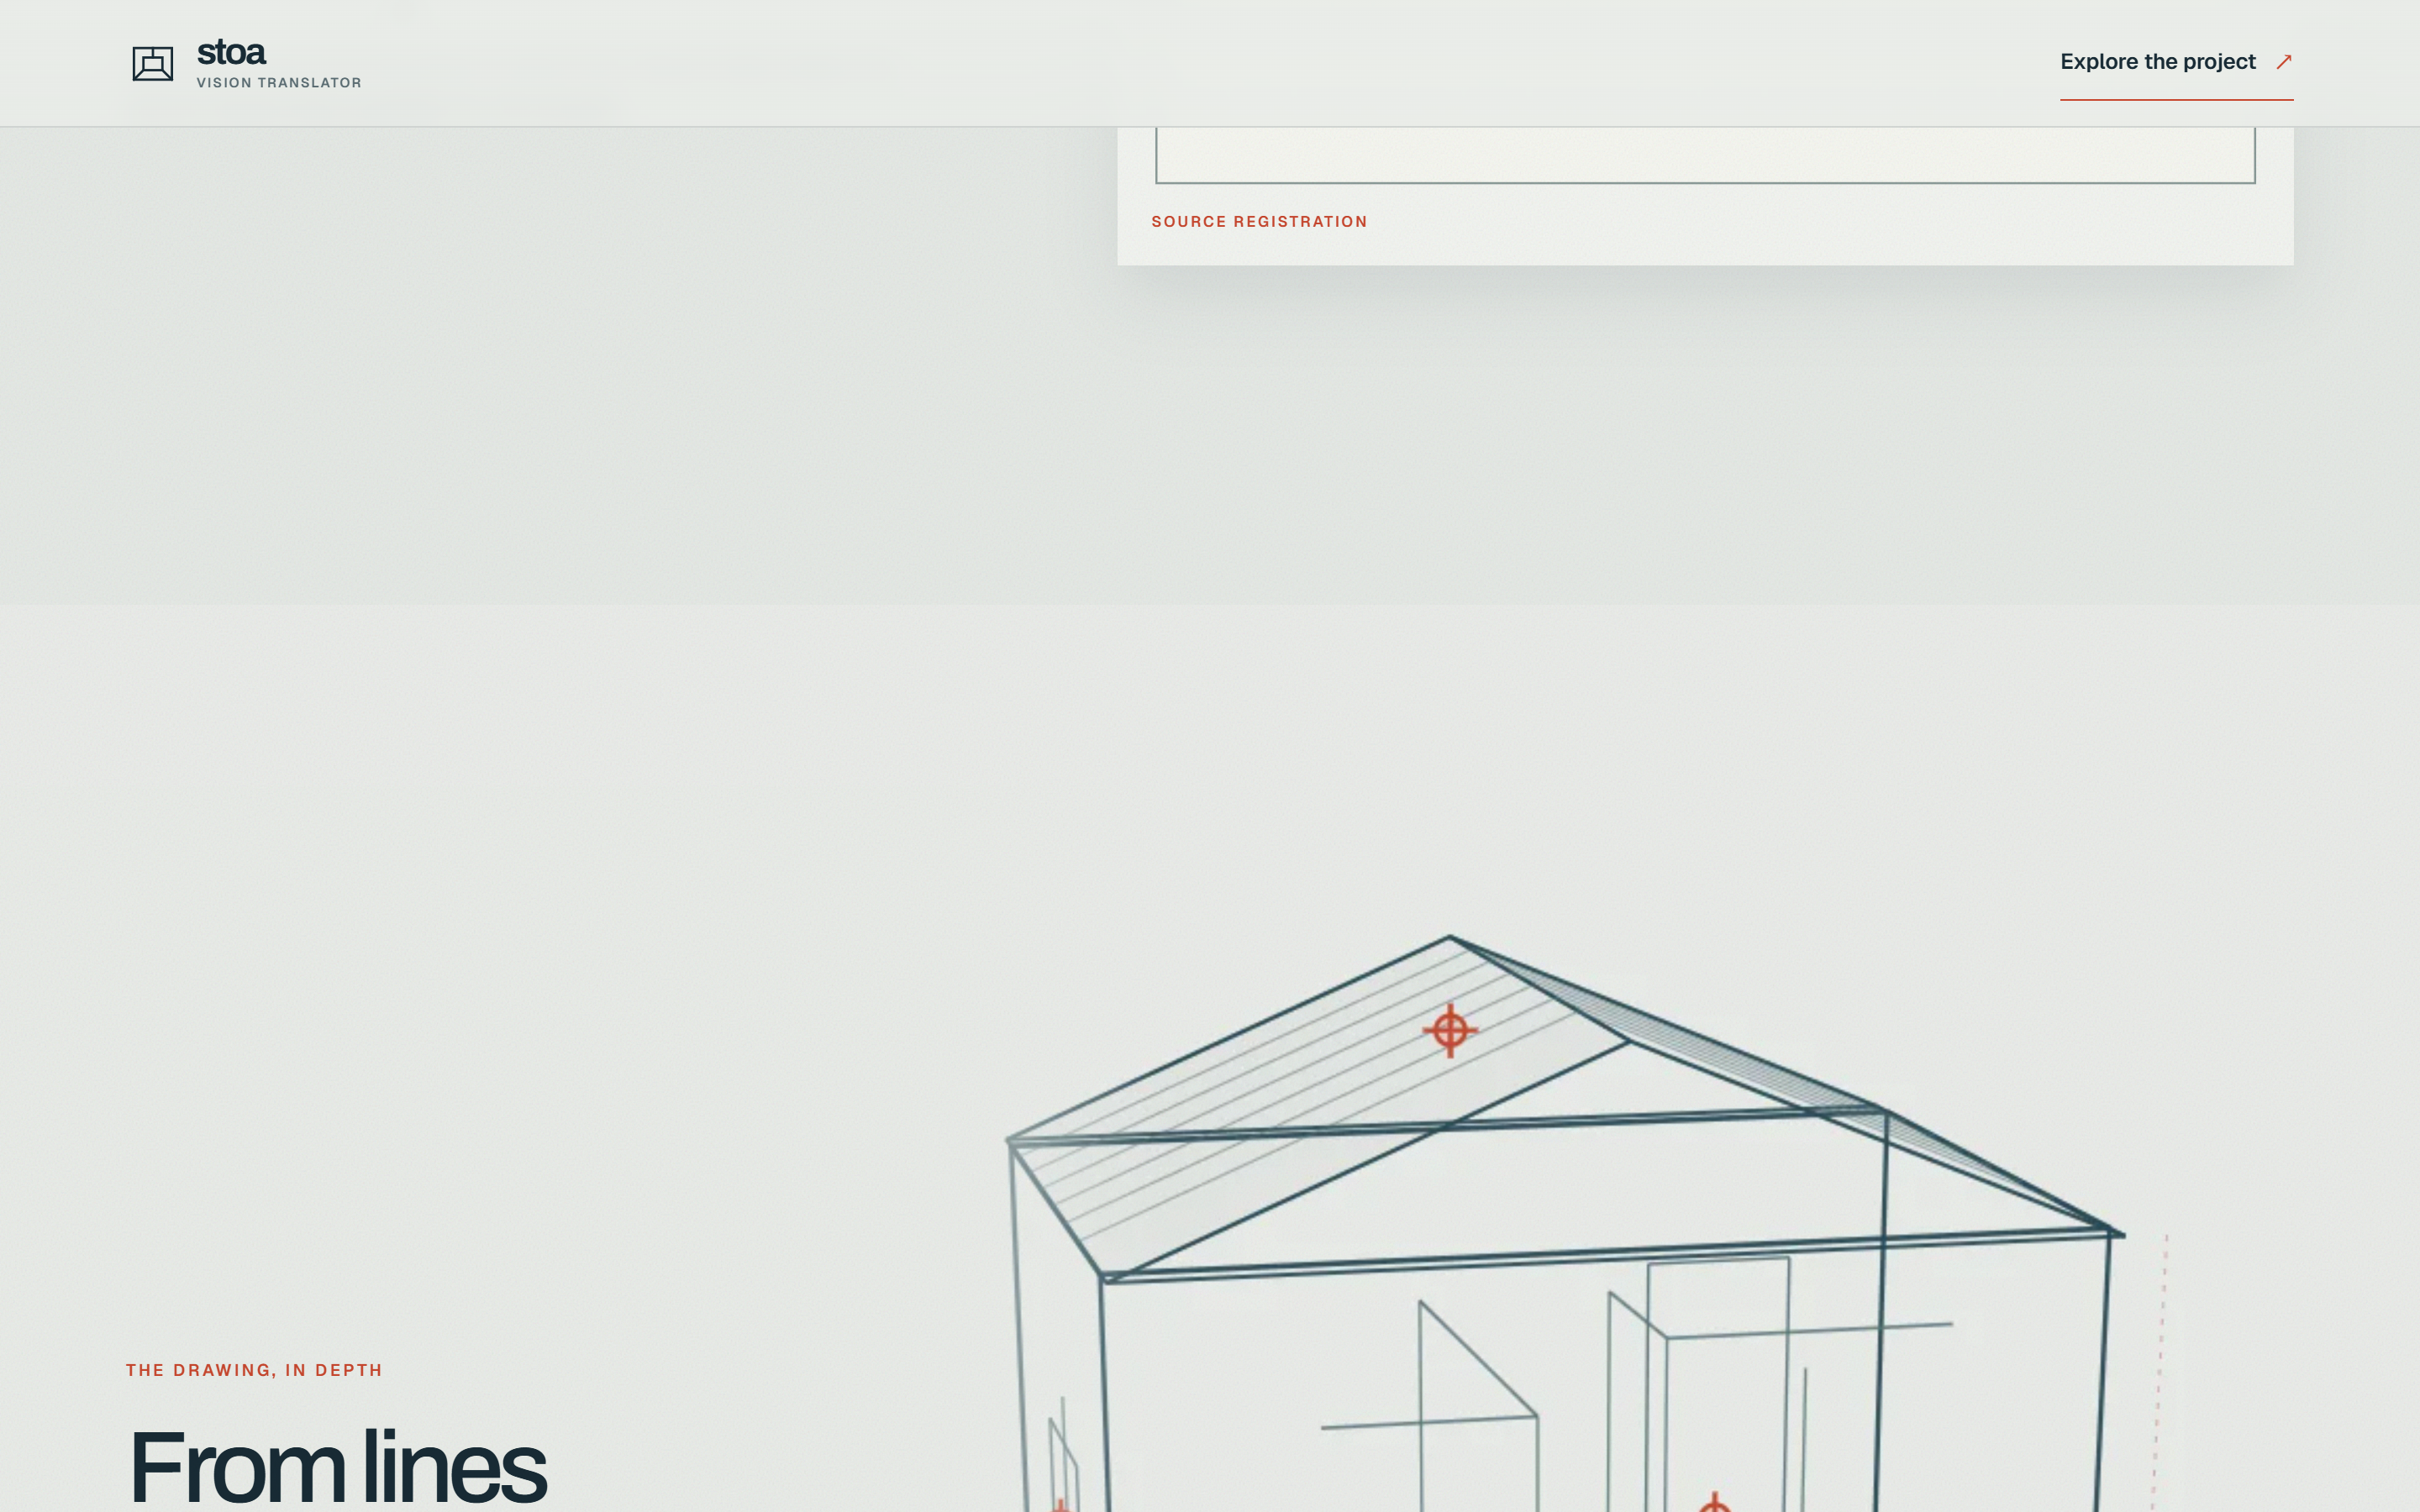 stoa
VISION TRANSLATOR
Explore the project ↗
SOURCE REGISTRATION
THE DRAWING, IN DEPTH
From lines